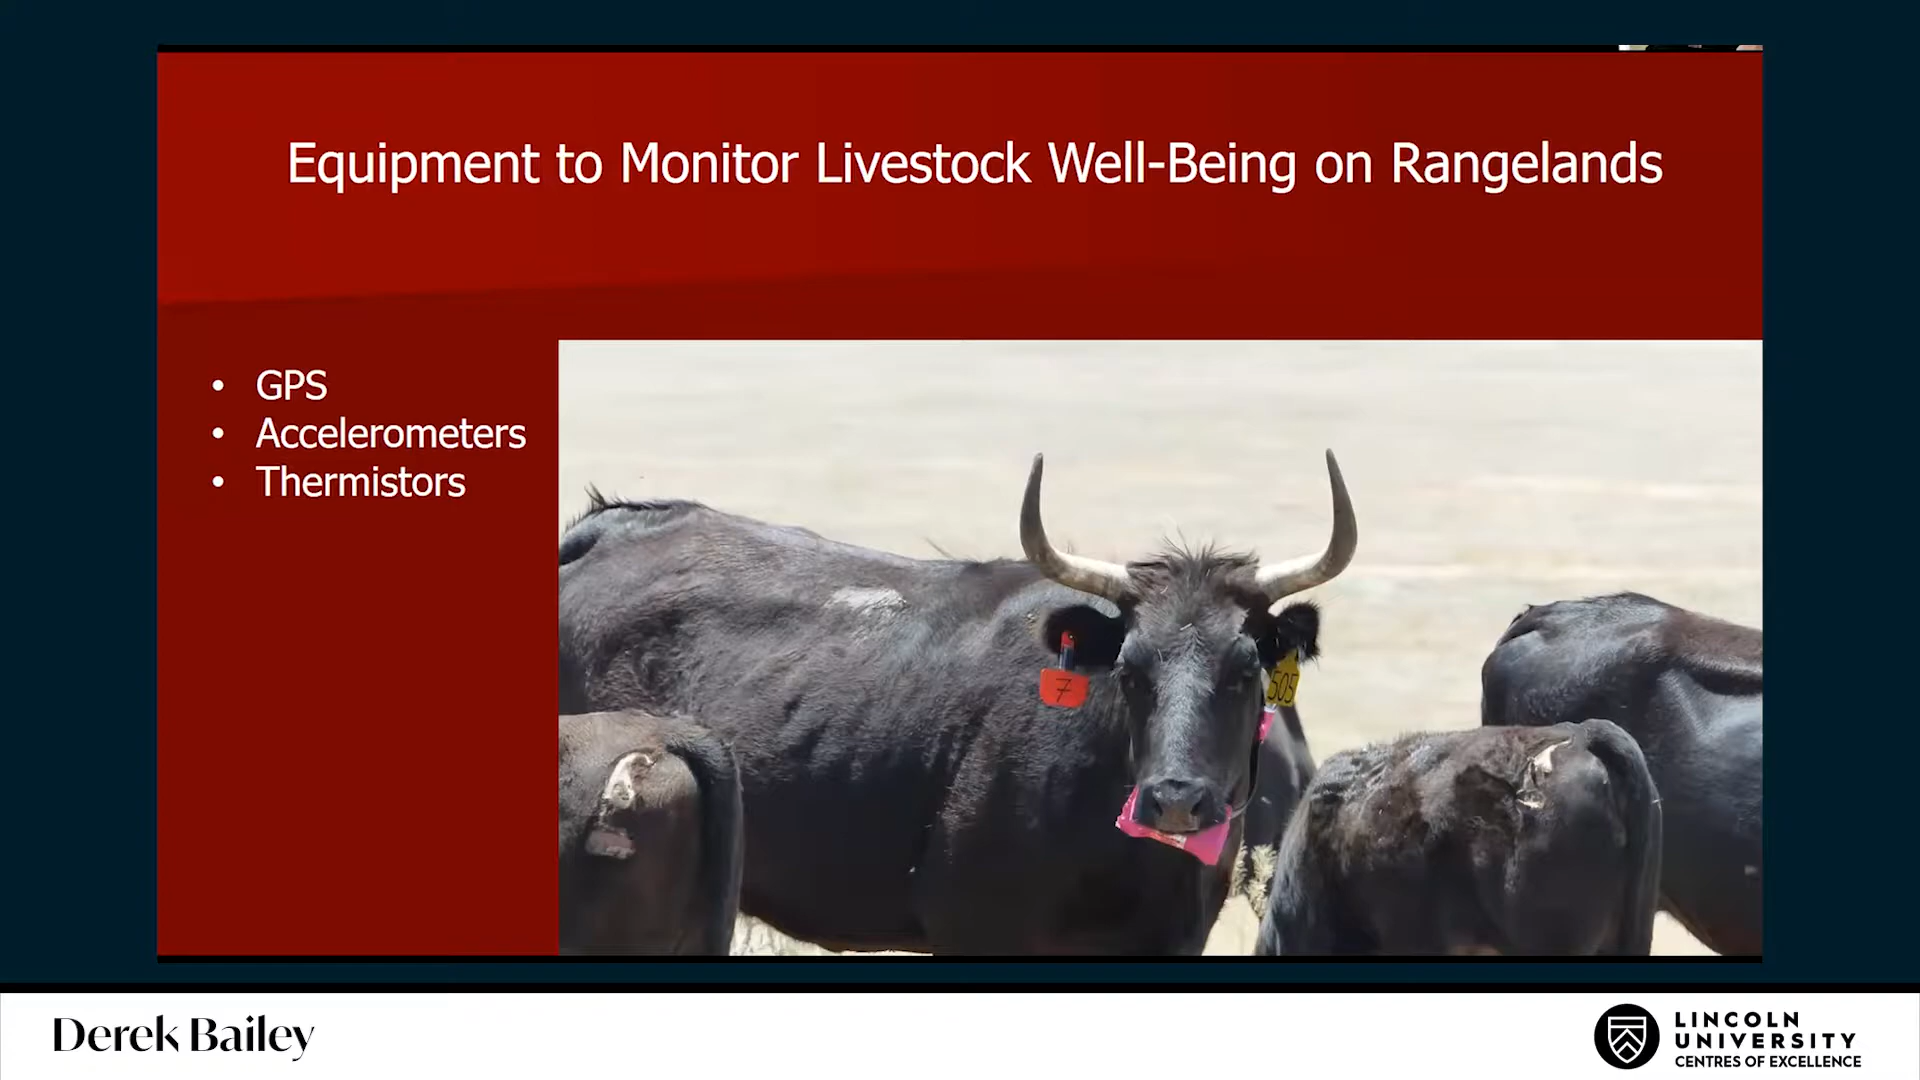 Equipment to Monitor Livestock Well-Being on Rangelands
• GPS
• Accelerometers
• Thermistors
7
505
Derek Bailey
LINCOLN
UNIVERSITY
CENTRES OF EXCELLENCE